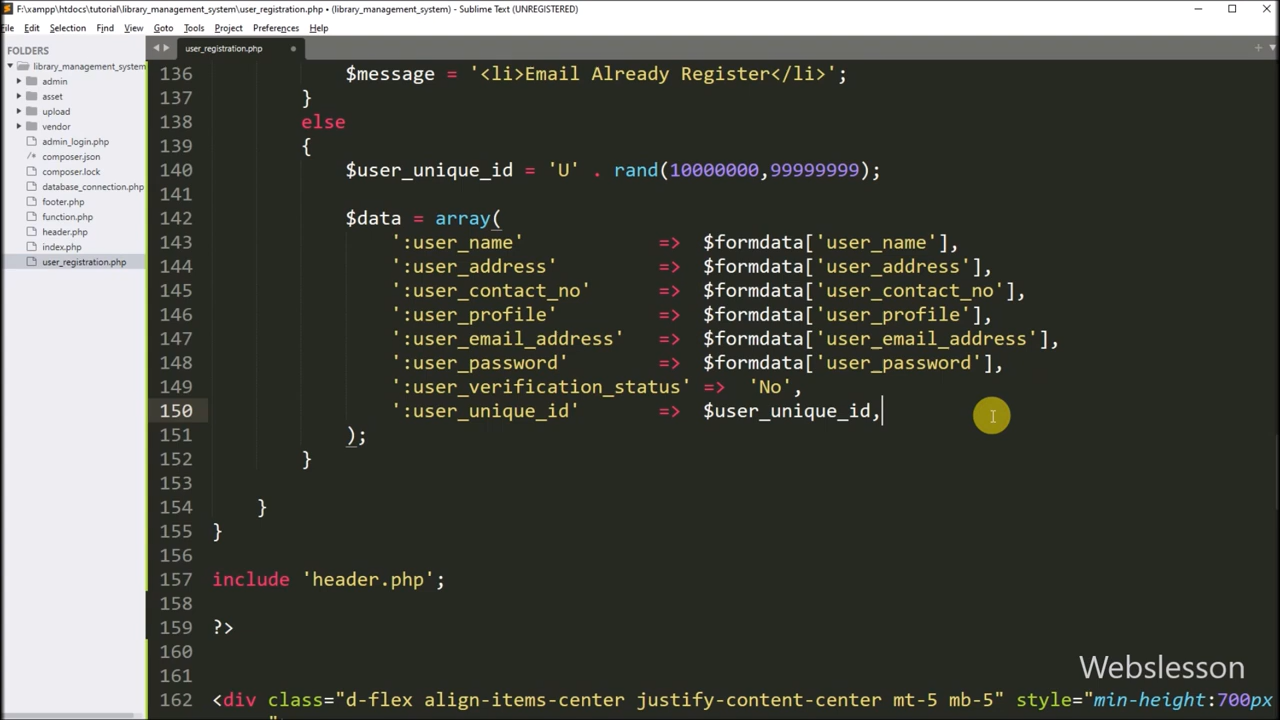 F:\xampp\htdocs\tutorial\library_management_system\user_registration.php • (library_management_system) - Sublime Text (UNREGISTERED)
File Edit Selection Find View Goto Tools Project Preferences Help
FOLDERS
library_management_system
admin
asset
upload
vendor
admin_login.php
composer.json
composer.lock
database_connection.php
footer.php
function.php
header.php
index.php
user_registration.php
user_registration.php
136 $message = '<li>Email Already Register</li>';
137 }
138 else
139 {
140 $user_unique_id = 'U' . rand(10000000,99999999);
141
142 $data = array(
143 ':user_name' => $formdata['user_name'],
144 ':user_address' => $formdata['user_address'],
145 ':user_contact_no' => $formdata['user_contact_no'],
146 ':user_profile' => $formdata['user_profile'],
147 ':user_email_address' => $formdata['user_email_address'],
148 ':user_password' => $formdata['user_password'],
149 ':user_verification_status' => 'No',
150 ':user_unique_id' => $user_unique_id,
151 );
152 }
153
154 }
155 }
156
157 include 'header.php';
158
159 ?>
160
161
162 <div class="d-flex align-items-center justify-content-center mt-5 mb-5" style="min-height:700px
Webslesson